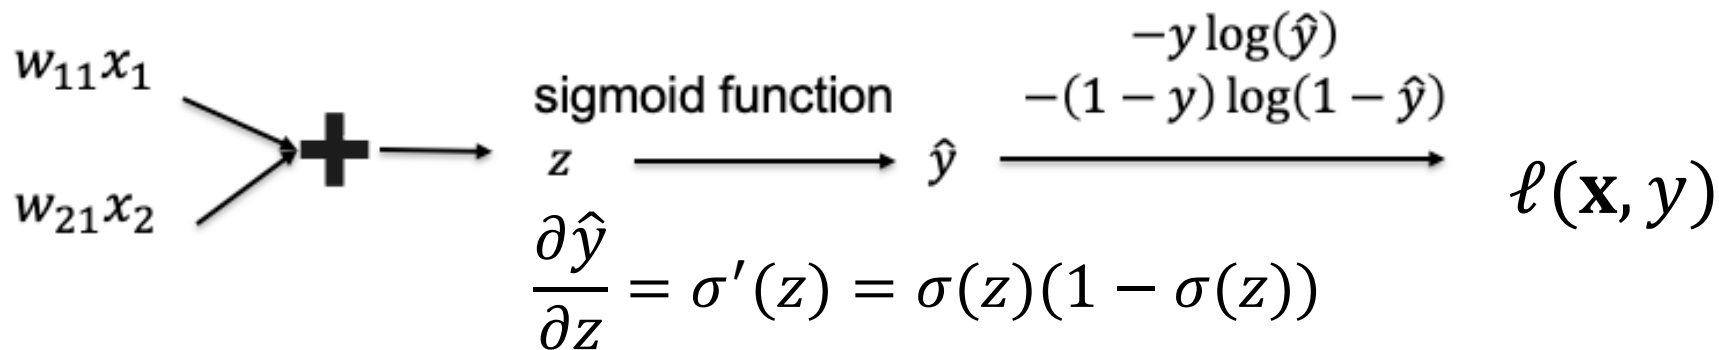 −y log(ŷ)
w₁₁x₁
sigmoid function
−(1 − y) log(1 − ŷ)
z
ŷ
w₂₁x₂
ℓ(𝐱, y)
∂ŷ/∂z = σ′(z) = σ(z)(1 − σ(z))